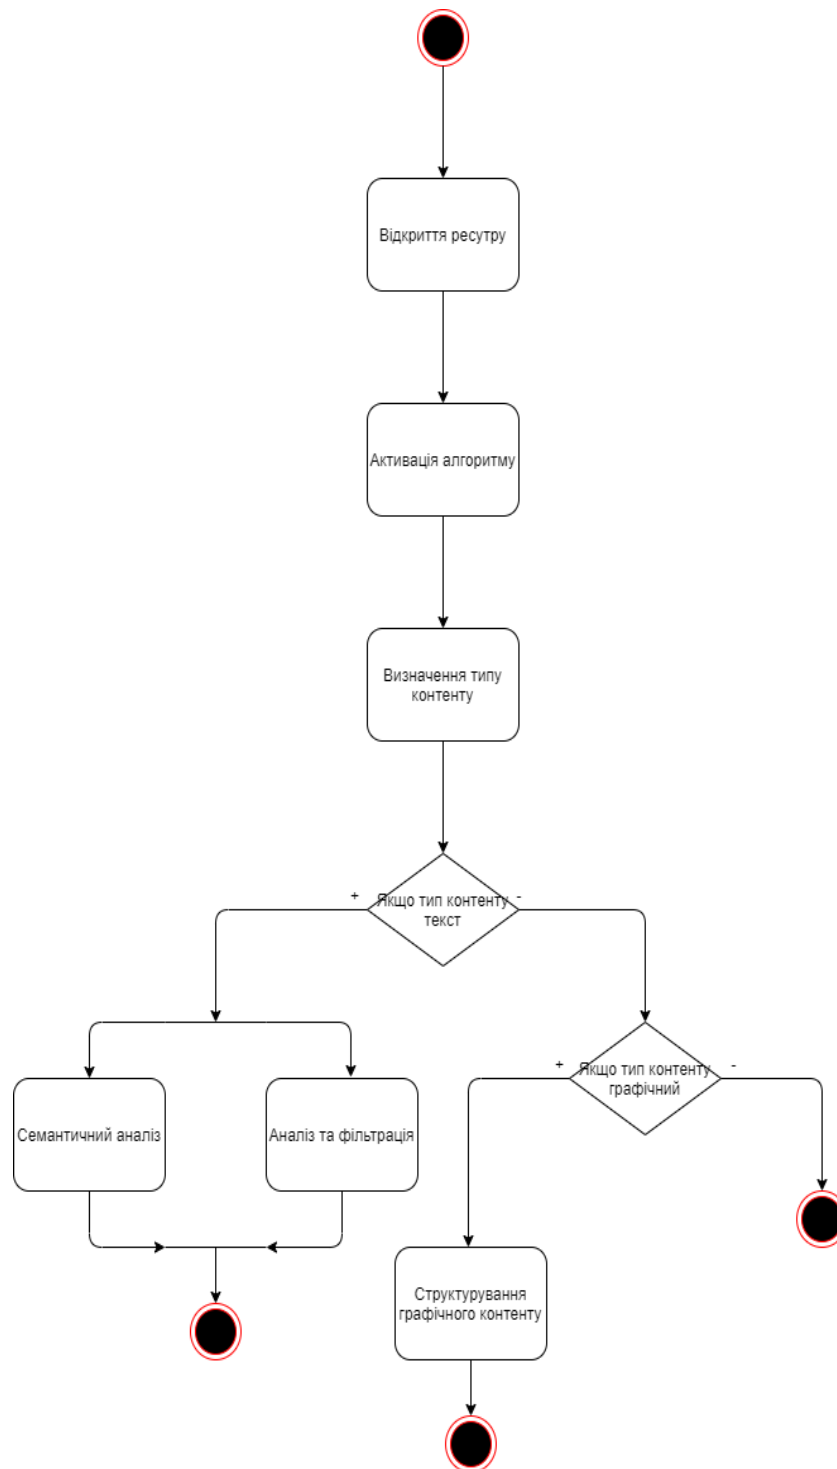 Відкриття ресутру
Активація алгоритму
Визначення типу
контенту
+
Якщо тип контенту
текст
-
+
Якщо тип контенту
графічний
-
Семантичний аналіз
Аналіз та фільтрація
Структурування
графічного контенту